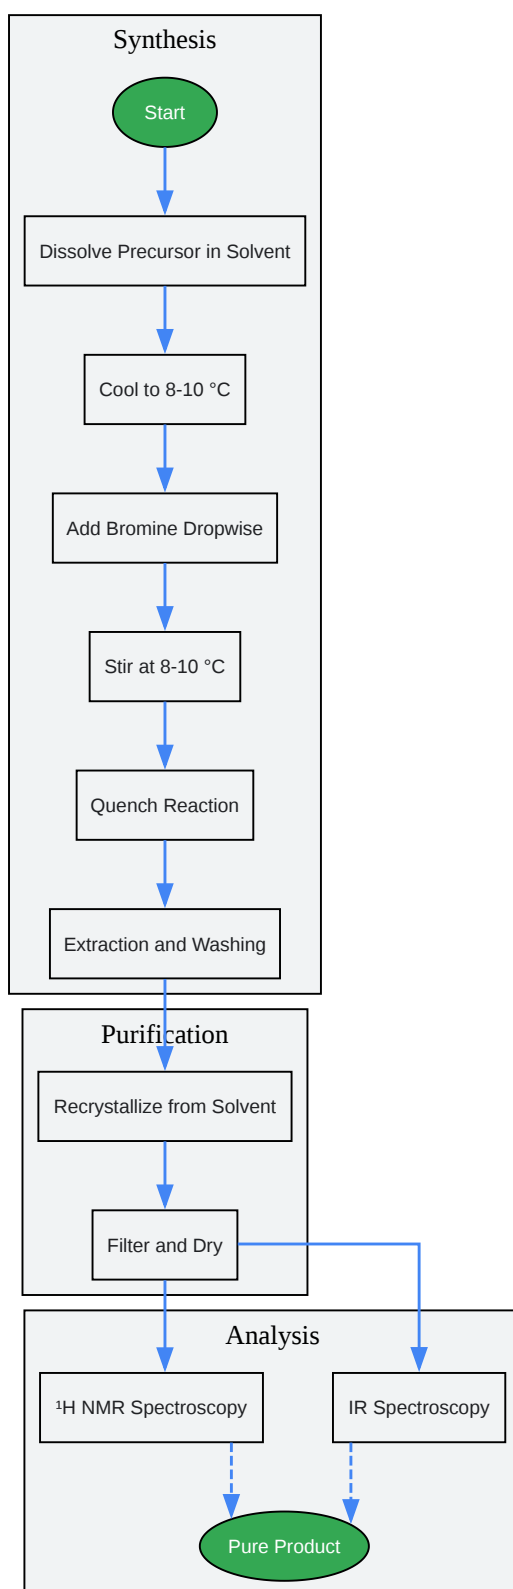 Synthesis
Start
Dissolve Precursor in Solvent
Cool to 8-10 °C
Add Bromine Dropwise
Stir at 8-10 °C
Quench Reaction
Extraction and Washing
Purification
Recrystallize from Solvent
Filter and Dry
Analysis
¹H NMR Spectroscopy
IR Spectroscopy
Pure Product